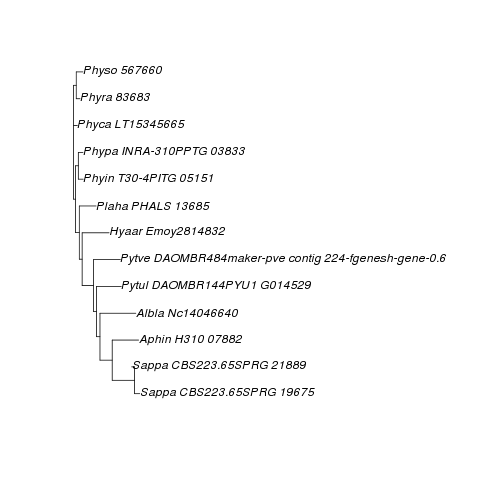 Physo 567660
Phyra 83683
Phyca LT15345665
Phypa INRA-310PPTG 03833
Phyin T30-4PITG 05151
Plaha PHALS 13685
Hyaar Emoy2814832
Pytve DAOMBR484maker-pve contig 224-fgenesh-gene-0.6
Pytul DAOMBR144PYU1 G014529
Albla Nc14046640
Aphin H310 07882
Sappa CBS223.65SPRG 21889
Sappa CBS223.65SPRG 19675